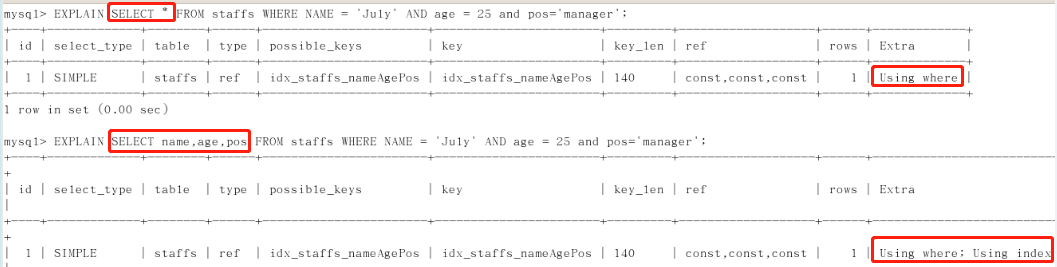 mysql> EXPLAIN SELECT * FROM staffs WHERE NAME = 'July' AND age = 25 and pos='manager';
+----+-------------+--------+------+-----------------------+-----------------------+---------+-------------------+------+-------------+
| id | select_type | table | type | possible_keys | key | key_len | ref | rows | Extra |
+----+-------------+--------+------+-----------------------+-----------------------+---------+-------------------+------+-------------+
| 1 | SIMPLE | staffs | ref | idx_staffs_nameAgePos | idx_staffs_nameAgePos | 140 | const,const,const | 1 | Using where |
+----+-------------+--------+------+-----------------------+-----------------------+---------+-------------------+------+-------------+
1 row in set (0.00 sec)
mysql> EXPLAIN SELECT name,age,pos FROM staffs WHERE NAME = 'July' AND age = 25 and pos='manager';
+----+-------------+--------+------+-----------------------+-----------------------+---------+-------------------+------+--------------------------
+
| id | select_type | table | type | possible_keys | key | key_len | ref | rows | Extra
|
+----+-------------+--------+------+-----------------------+-----------------------+---------+-------------------+------+--------------------------
+
| 1 | SIMPLE | staffs | ref | idx_staffs_nameAgePos | idx_staffs_nameAgePos | 140 | const,const,const | 1 | Using where; Using index